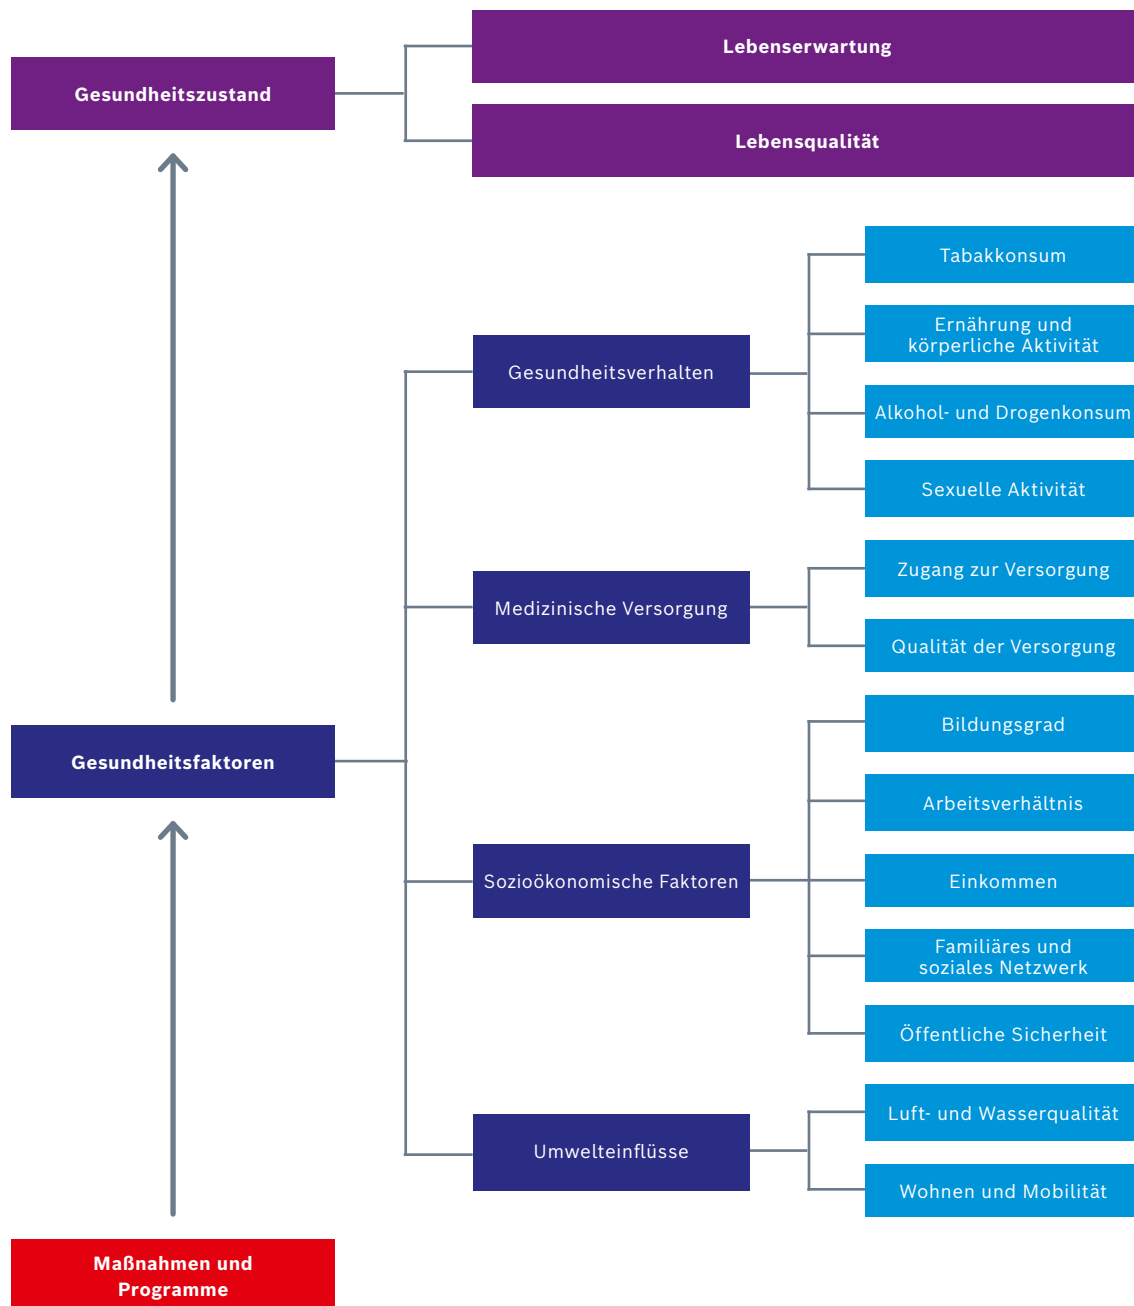 Lebenserwartung
Gesundheitszustand
Lebensqualität
Tabakkonsum
Ernährung und
körperliche Aktivität
Gesundheitsverhalten
Alkohol- und Drogenkonsum
Sexuelle Aktivität
Zugang zur Versorgung
Medizinische Versorgung
Qualität der Versorgung
Bildungsgrad
Gesundheitsfaktoren
Arbeitsverhältnis
Sozioökonomische Faktoren
Einkommen
Familiäres und
soziales Netzwerk
Öffentliche Sicherheit
Luft- und Wasserqualität
Umwelteinflüsse
Wohnen und Mobilität
Maßnahmen und
Programme